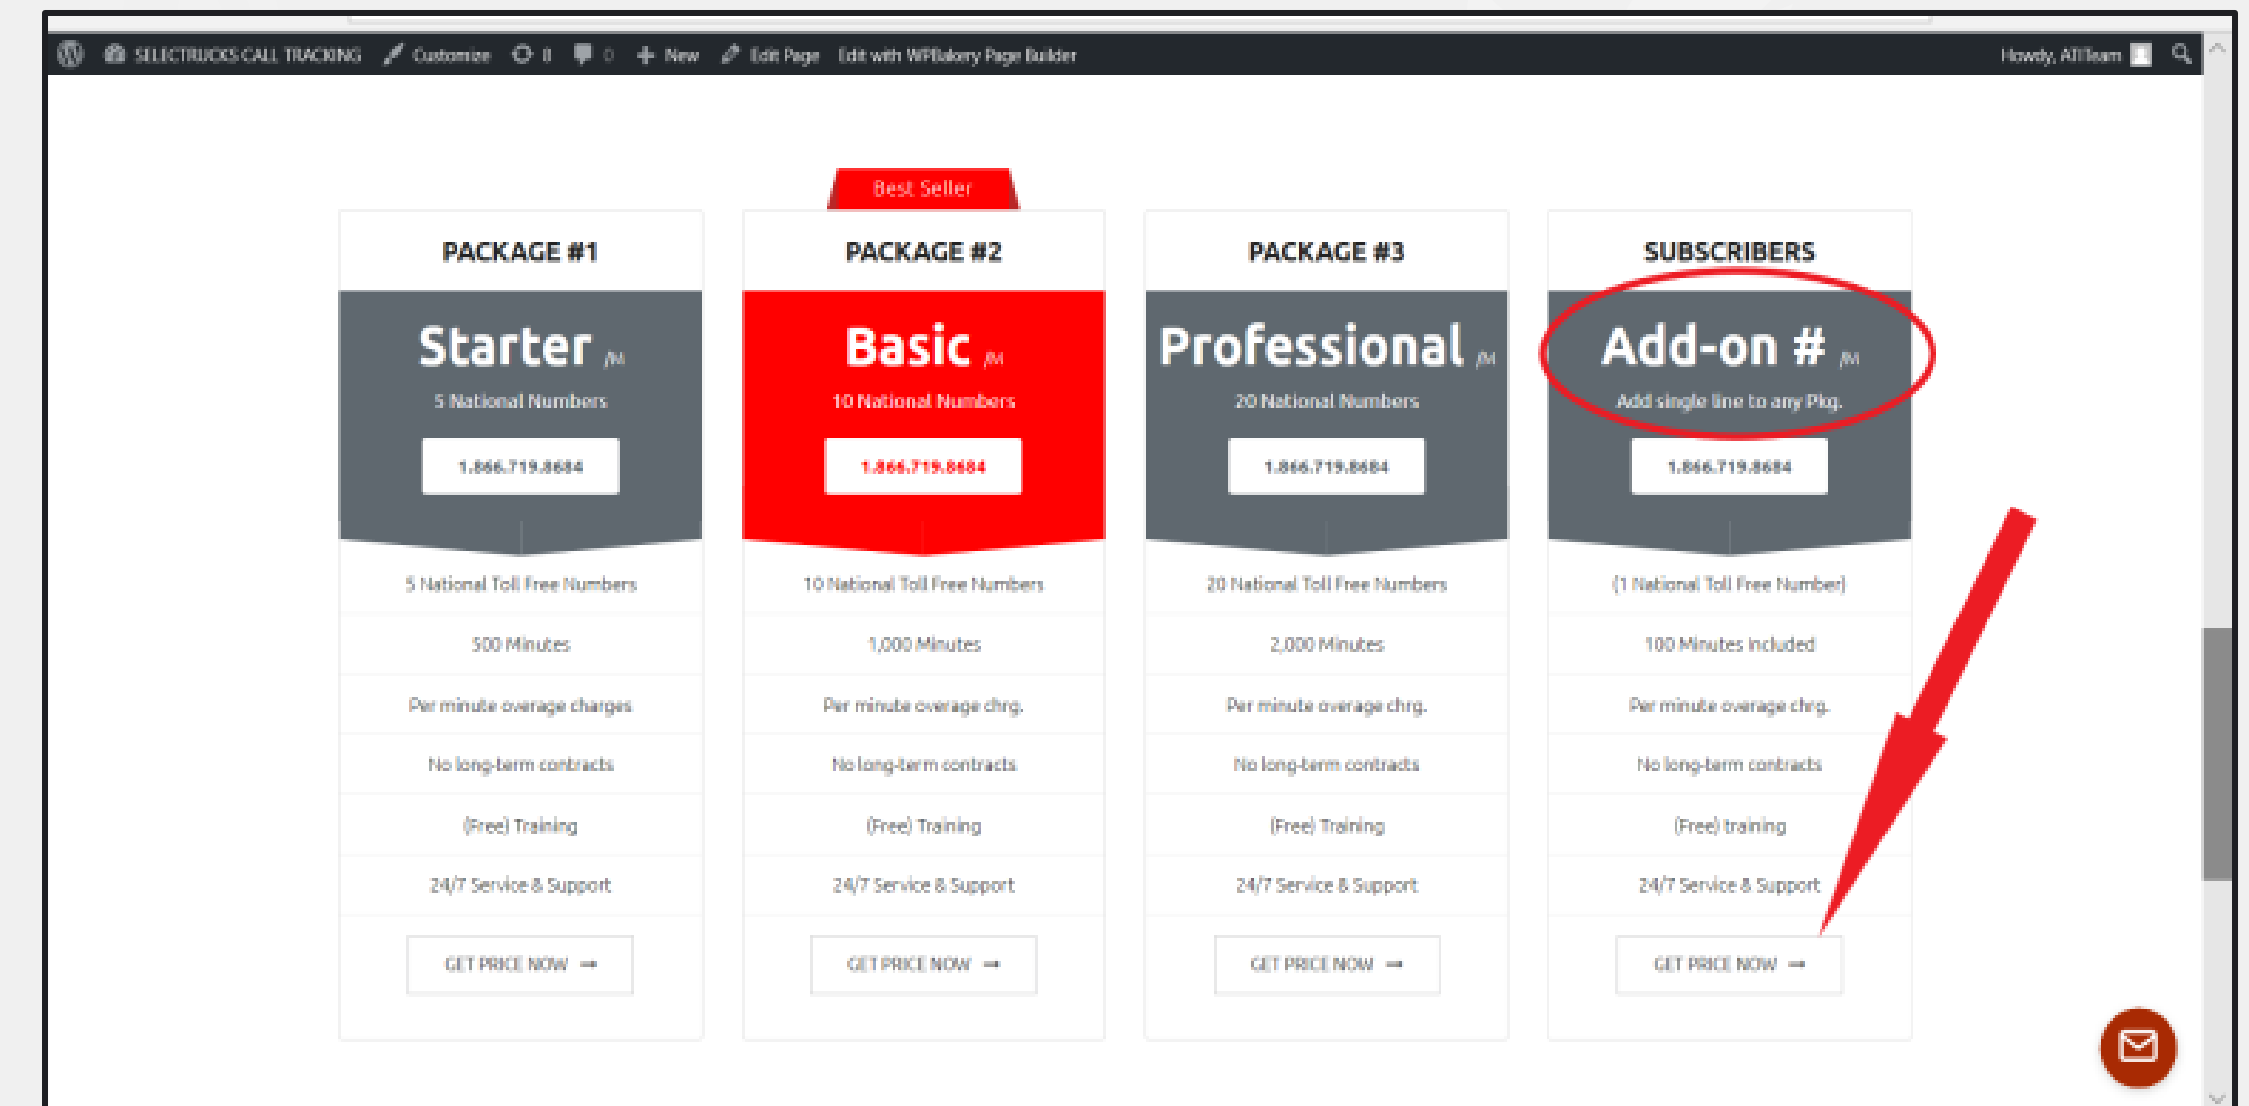 SELECTRUCKS CALL TRACKING Customize 8 0 New Edit Page Edit with WPBakery Page Builder Howdy, ATITeam
Best Seller
PACKAGE #1
Starter /M
5 National Numbers
1.866.719.8684
5 National Toll Free Numbers
500 Minutes
Per minute overage charges
No long-term contracts
(Free) Training
24/7 Service & Support
GET PRICE NOW →
PACKAGE #2
Basic /M
10 National Numbers
1.866.719.8684
10 National Toll Free Numbers
1,000 Minutes
Per minute overage chrg.
No long-term contracts
(Free) Training
24/7 Service & Support
GET PRICE NOW →
PACKAGE #3
Professional /M
20 National Numbers
1.866.719.8684
20 National Toll Free Numbers
2,000 Minutes
Per minute overage chrg.
No long-term contracts
(Free) Training
24/7 Service & Support
GET PRICE NOW →
SUBSCRIBERS
Add-on # /M
Add single line to any Pkg.
1.866.719.8684
(1 National Toll Free Number)
100 Minutes Included
Per minute overage chrg.
No long-term contracts
(Free) training
24/7 Service & Support
GET PRICE NOW →